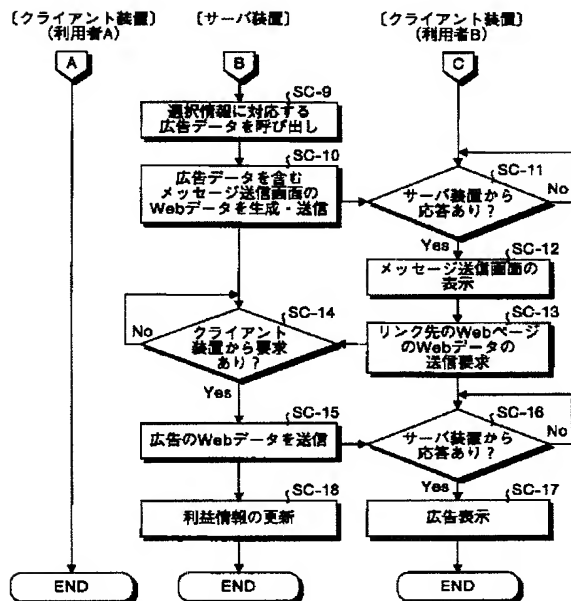 〔クライアント装置〕
(利用者A)
〔サーバ装置〕
〔クライアント装置〕
(利用者B)
A
B
C
SC-9
選択情報に対応する
広告データを呼び出し
SC-10
広告データを含む
メッセージ送信画面の
Webデータを生成・送信
SC-11
サーバ装置から
応答あり？
No
Yes
SC-12
メッセージ送信画面の
表示
SC-13
リンク先のWebページ
のWebデータの
送信要求
SC-14
No
クライアント
装置から要求
あり？
Yes
SC-15
広告のWebデータを送信
SC-16
サーバ装置から
応答あり？
No
Yes
SC-17
広告表示
SC-18
利益情報の更新
END
END
END